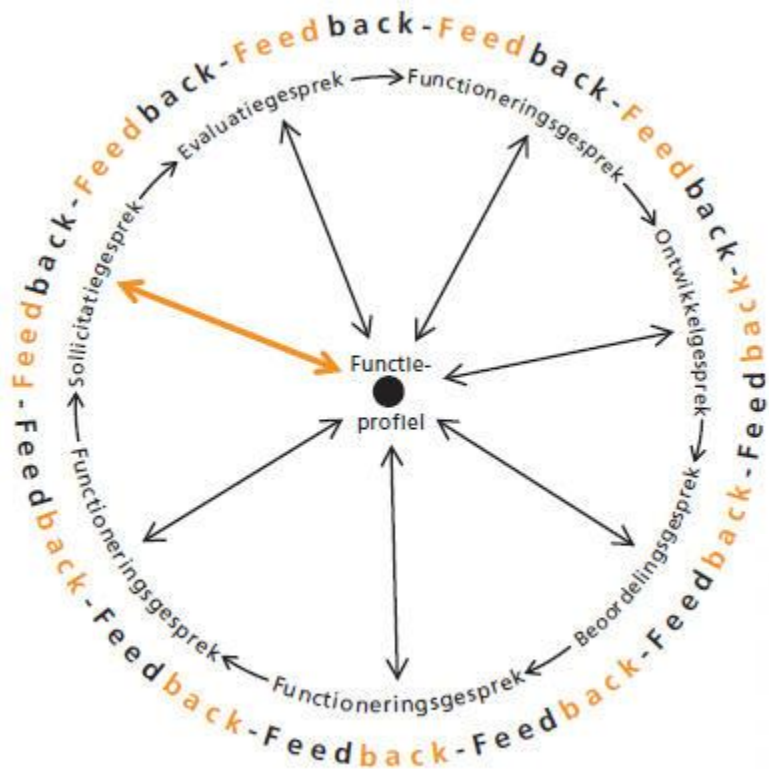 Feedback-Feedback-Feedback-Feedback-Feedback-
-Feedback-Feedback-Feedback-Feedback-Feedback-Feedback
Sollicitatiegesprek
Evaluatiegesprek
Functioneringsgesprek
Ontwikkelgesprek
Beoordelingsgesprek
Functioneringsgesprek
Functioneringsgesprek
Functie-
profiel